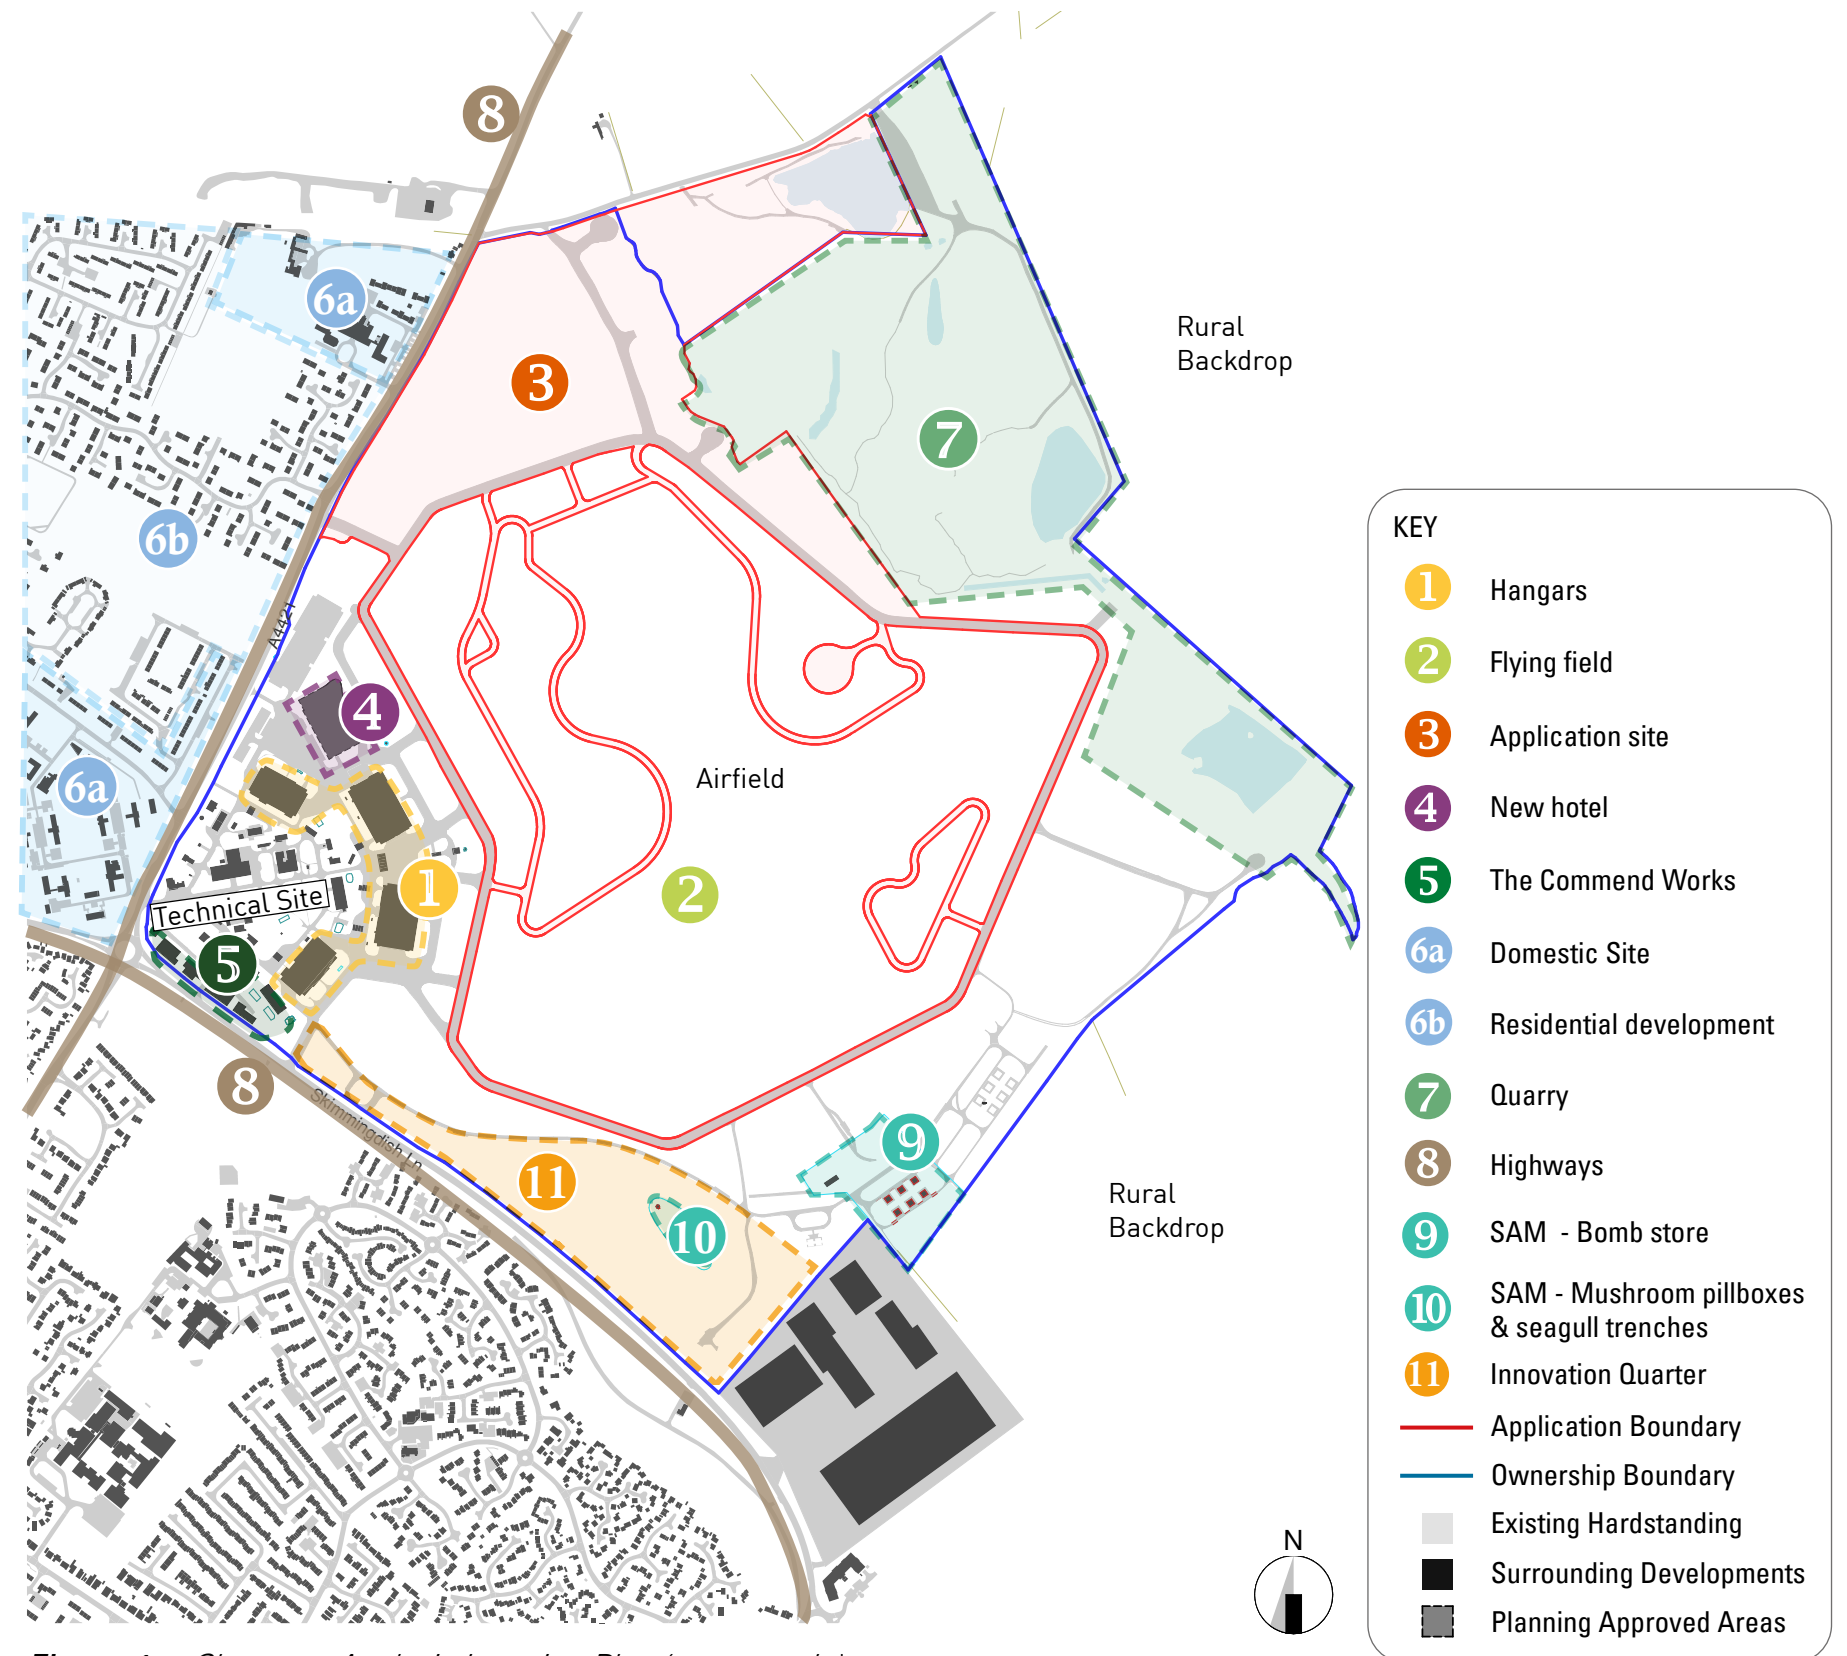 8
6a
3
Rural
Backdrop
7
6b
A4421
4
6a
Airfield
1
2
Technical Site
5
8
Skimmingdish Ln
9
11
10
Rural
Backdrop
N
KEY
1 Hangars
2 Flying field
3 Application site
4 New hotel
5 The Commend Works
6a Domestic Site
6b Residential development
7 Quarry
8 Highways
9 SAM - Bomb store
10 SAM - Mushroom pillboxes
& seagull trenches
11 Innovation Quarter
Application Boundary
Ownership Boundary
Existing Hardstanding
Surrounding Developments
Planning Approved Areas